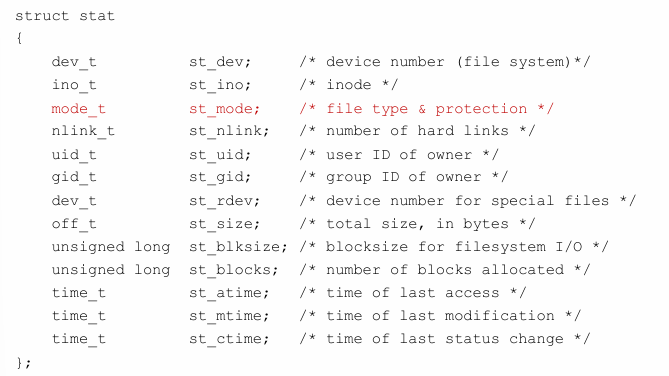 struct stat
{
    dev_t          st_dev;     /* device number (file system)*/
    ino_t          st_ino;     /* inode */
    mode_t         st_mode;    /* file type & protection */
    nlink_t        st_nlink;   /* number of hard links */
    uid_t          st_uid;     /* user ID of owner */
    gid_t          st_gid;     /* group ID of owner */
    dev_t          st_rdev;    /* device number for special files */
    off_t          st_size;    /* total size, in bytes */
    unsigned long  st_blksize; /* blocksize for filesystem I/O */
    unsigned long  st_blocks;  /* number of blocks allocated */
    time_t         st_atime;   /* time of last access */
    time_t         st_mtime;   /* time of last modification */
    time_t         st_ctime;   /* time of last status change */
};